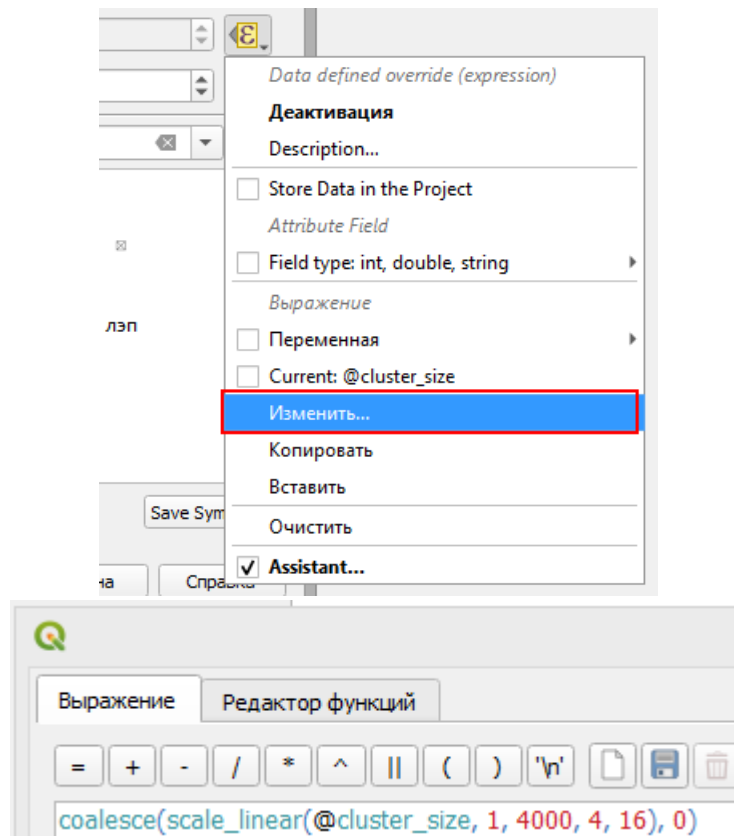 Data defined override (expression)
Деактивация
Description...
Store Data in the Project
Attribute Field
Field type: int, double, string
Выражение
лэп
Переменная
Current: @cluster_size
Изменить...
Копировать
Вставить
Save Sym
Очистить
Assistant...
на
Справка
Выражение Редактор функций
= + - / * ^ || ( ) '\n'
coalesce(scale_linear(@cluster_size, 1, 4000, 4, 16), 0)